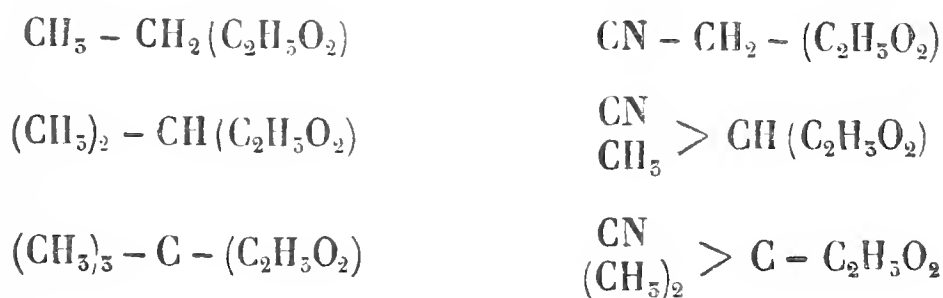 CH₃ – CH₂(C₂H₃O₂) CN – CH₂ – (C₂H₃O₂)
(CH₃)₂ – CH(C₂H₃O₂) CN CH₃ > CH(C₂H₃O₂)
(CH₃)₃ – C – (C₂H₃O₂) CN (CH₃)₂ > C – C₂H₃O₂